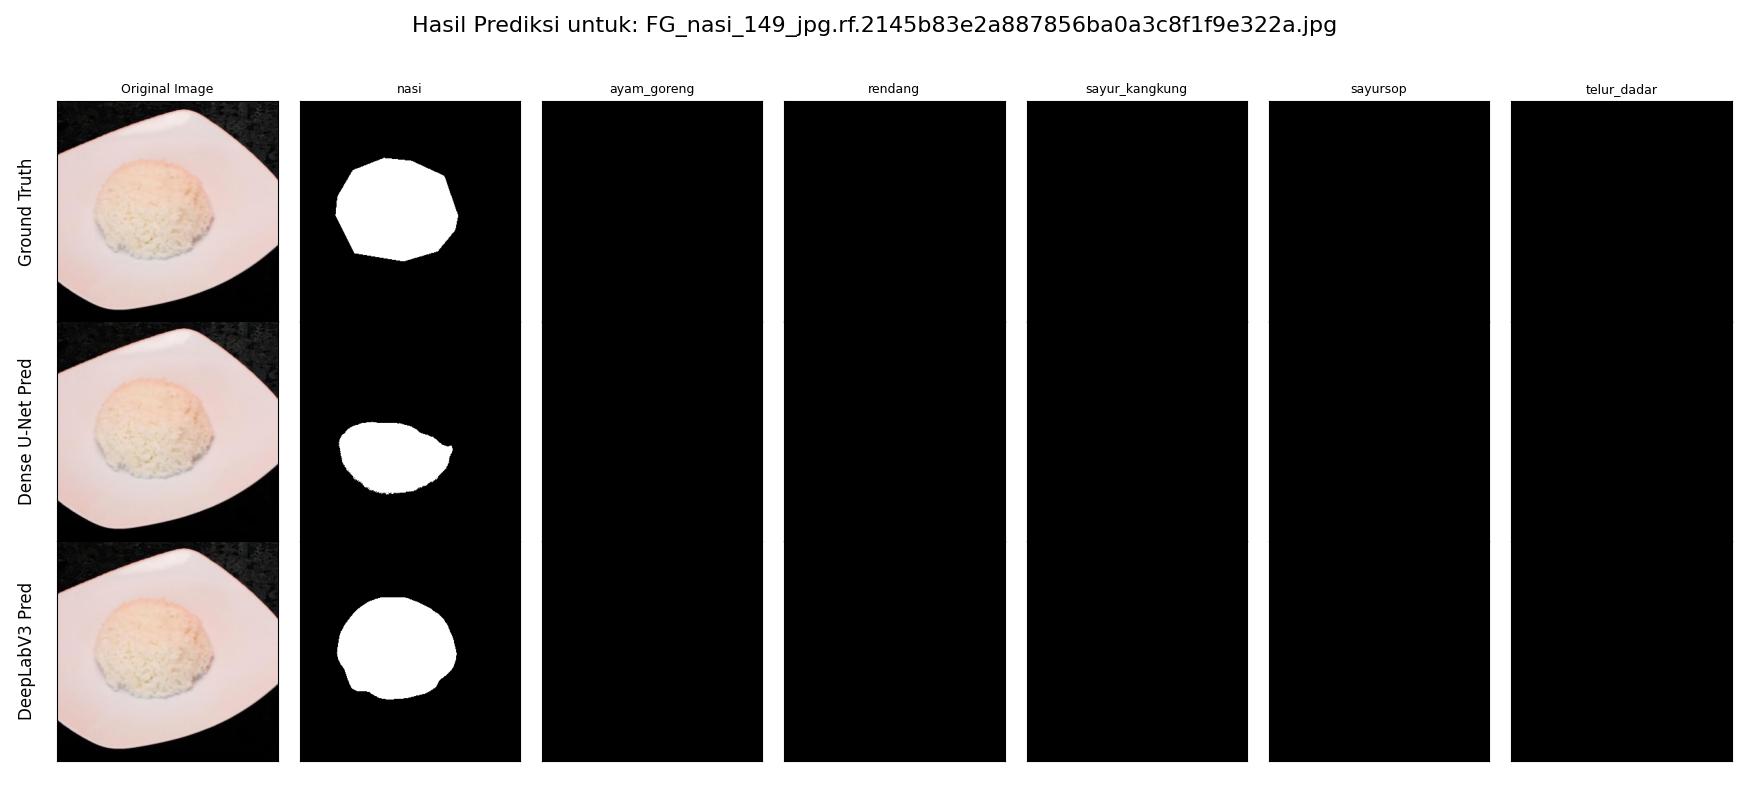 Hasil Prediksi untuk: FG_nasi_149_jpg.rf.2145b83e2a887856ba0a3c8f1f9e322a.jpg
Original Image nasi ayam_goreng rendang sayur_kangkung sayursop telur_dadar
Ground Truth
Dense U-Net Pred
DeepLabV3 Pred